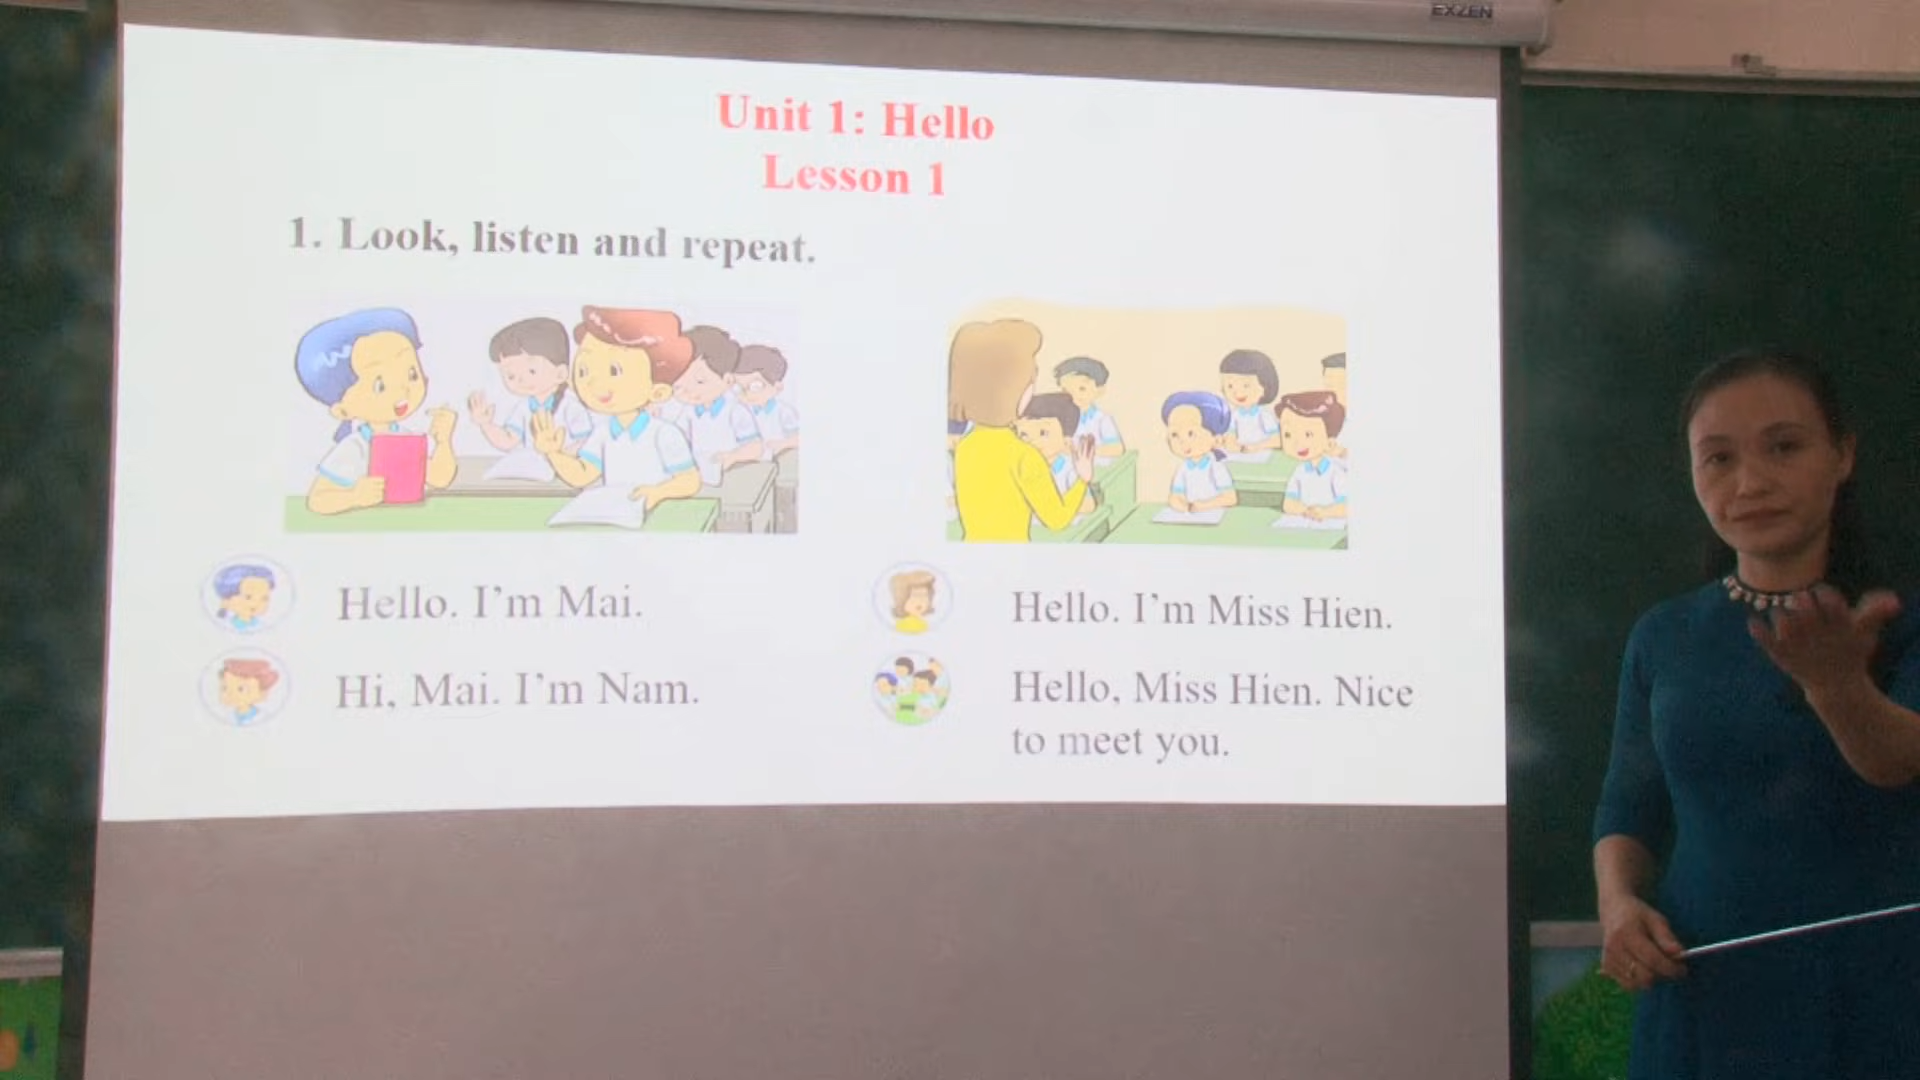 EXZEN
Unit 1: Hello
Lesson 1
1. Look, listen and repeat.
Hello. I'm Mai.
Hi, Mai. I'm Nam.
Hello. I'm Miss Hien.
Hello, Miss Hien. Nice
to meet you.